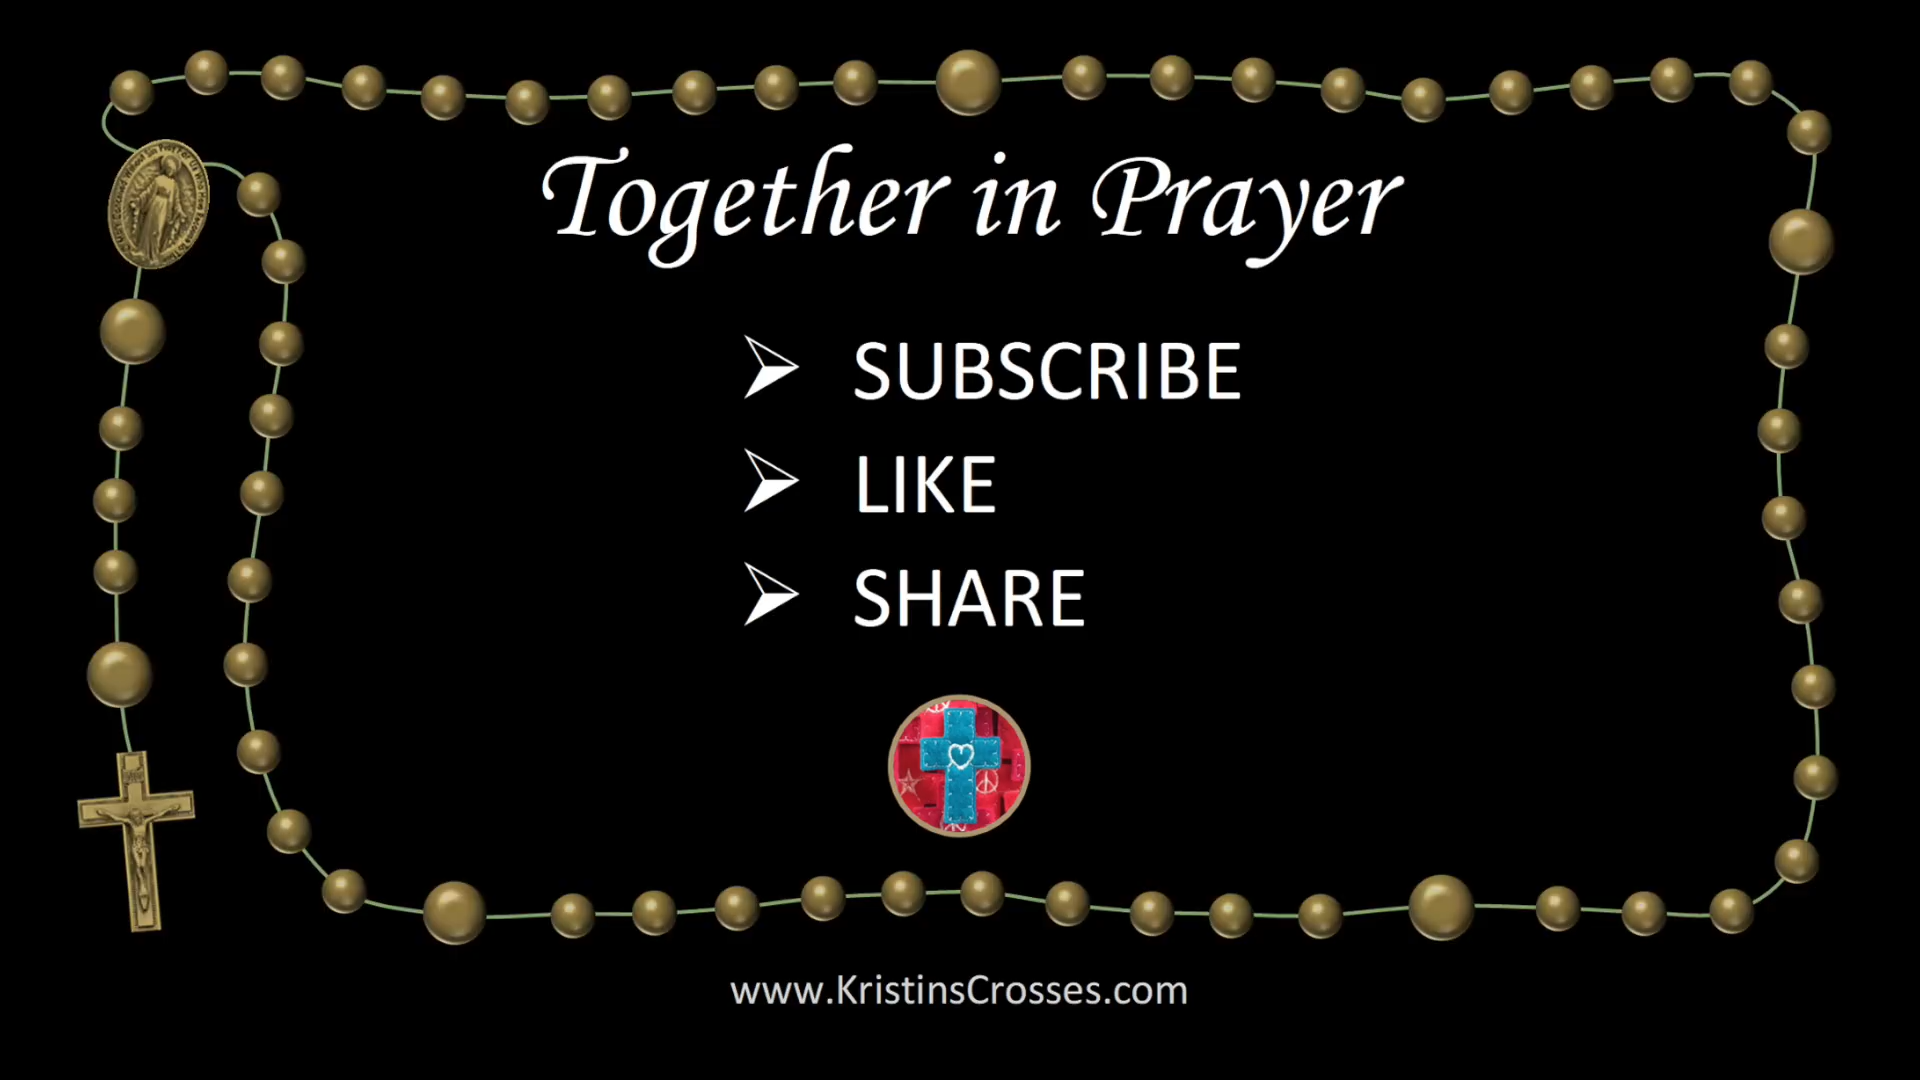 Together in Prayer
SUBSCRIBE
LIKE
SHARE
www.KristinsCrosses.com